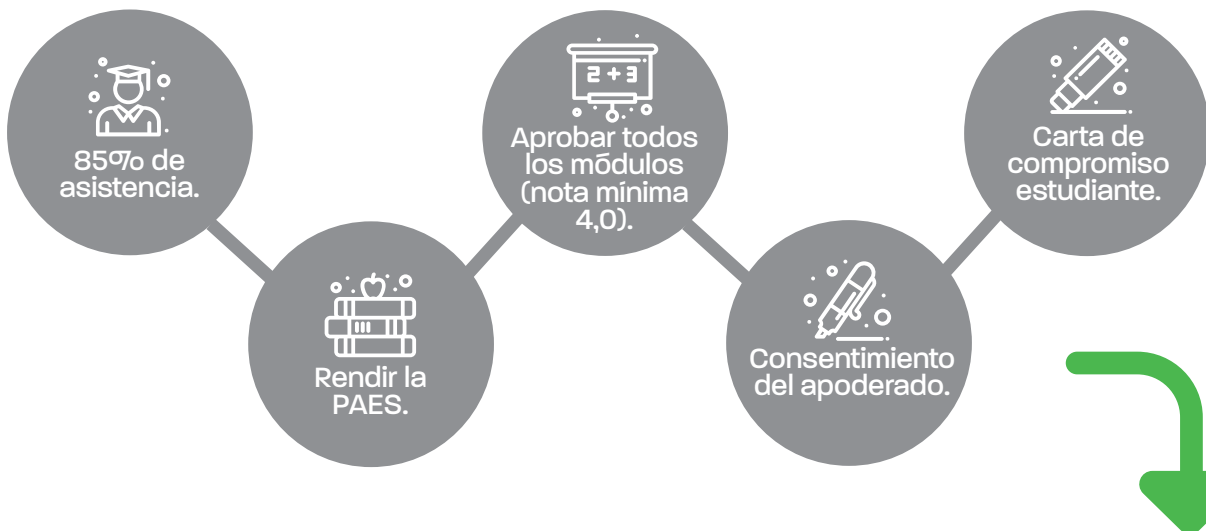 85% de
asistencia.
Rendir la
PAES.
2 + 3
Aprobar todos
los módulos
(nota mínima
4,0).
Consentimiento
del apoderado.
Carta de
compromiso
estudiante.